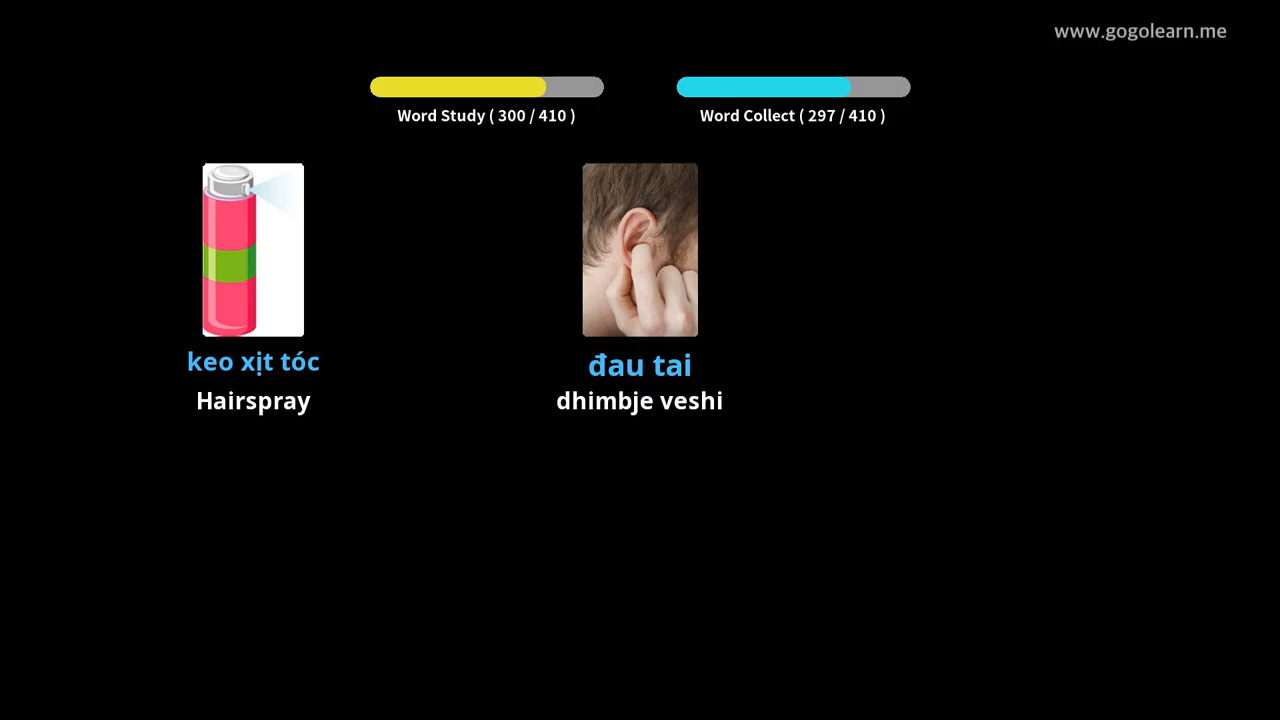 www.gogolearn.me
Word Study ( 300 / 410 )
Word Collect ( 297 / 410 )
keo xịt tóc
Hairspray
đau tai
dhimbje veshi